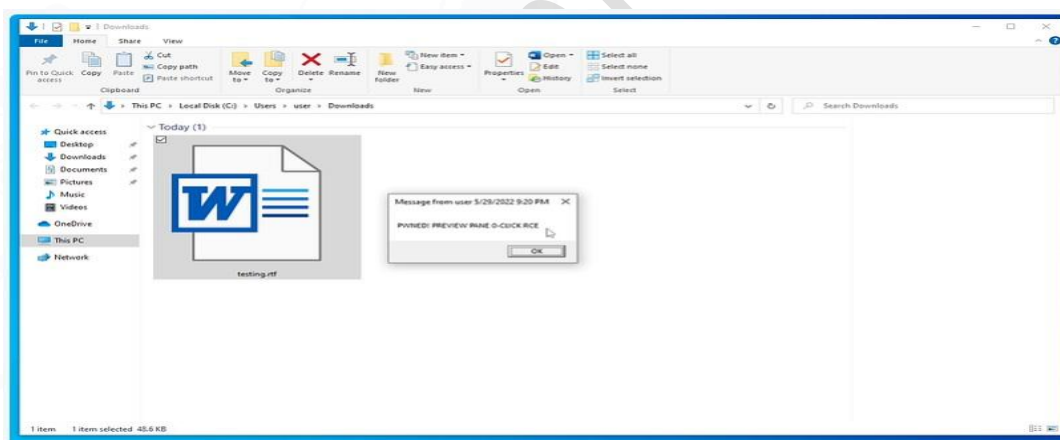 Downloads
File Home Share View
Pin to Quick access
Copy
Paste
Cut
Copy path
Paste shortcut
Clipboard
Move to
Copy to
Delete
Rename
Organize
New folder
New item
Easy access
New
Properties
Open
Edit
History
Open
Select all
Select none
Invert selection
Select
This PC > Local Disk (C:) > Users > user > Downloads
Search Downloads
Quick access
Desktop
Downloads
Documents
Pictures
Music
Videos
OneDrive
This PC
Network
Today (1)
W
testing.rtf
Message from user 5/29/2022 9:20 PM
PWNED! PREVIEW PANE 0-CLICK RCE
OK
1 item 1 item selected 48.6 KB